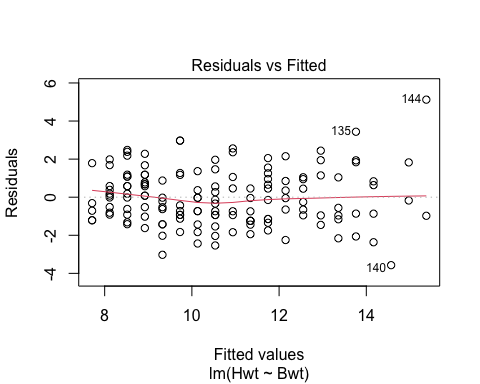 Residuals vs Fitted
Residuals
6
4
2
0
-2
-4
144
135
140
8 10 12 14
Fitted values
lm(Hwt ~ Bwt)